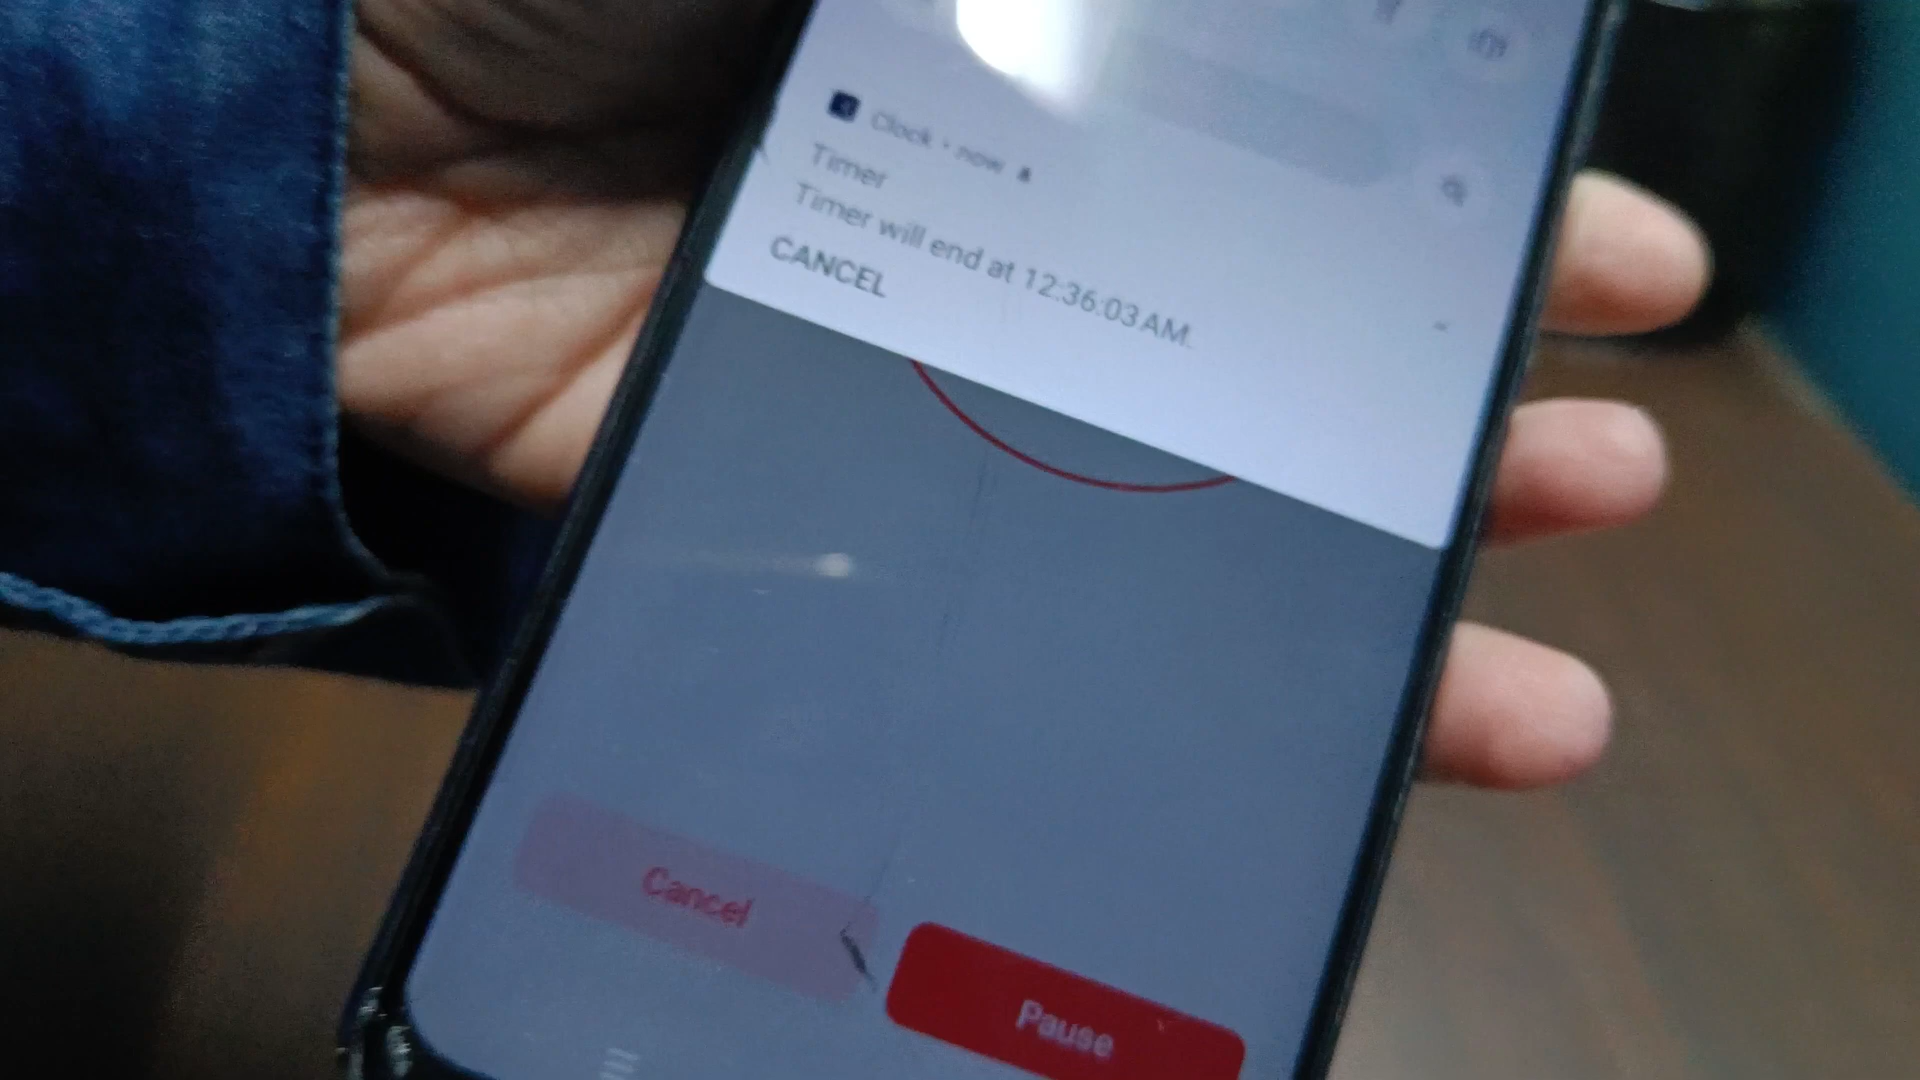 Clock • now
Timer
Timer will end at 12:36:03 AM.
CANCEL
Cancel
Pause